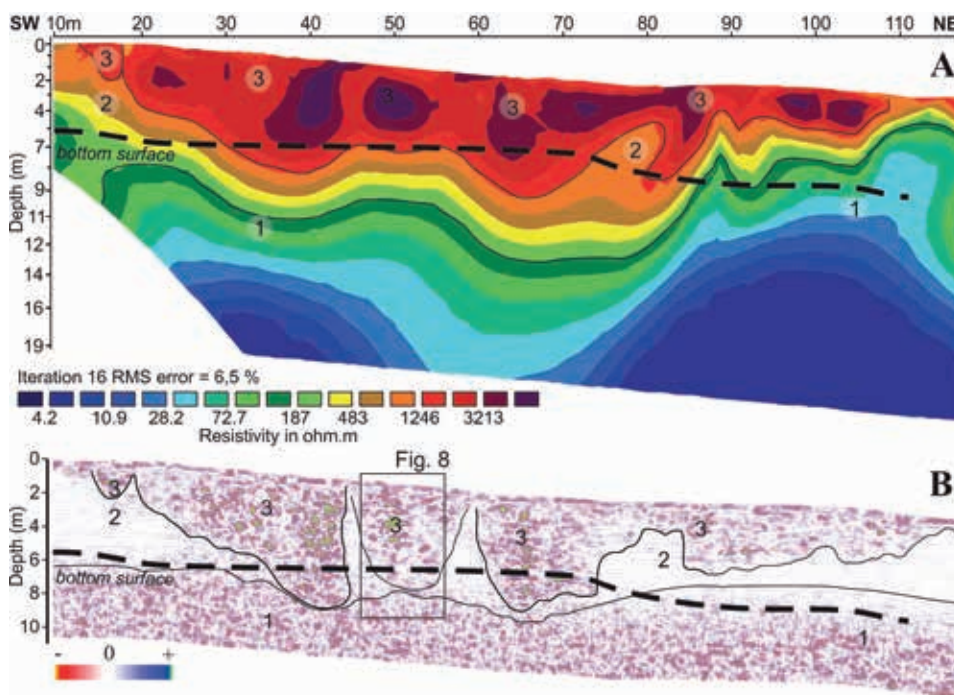 SW 10m 20 30 40 50 60 70 80 90 100 110 NE
A
0
2
4
7
9
11
14
16
19
Depth (m)
3
3
3
3
3
2
2
bottom surface
1
1
Iteration 16 RMS error = 6,5 %
4.2 10.9 28.2 72.7 187 483 1246 3213
Resistivity in ohm.m
Fig. 8
B
0
2
4
6
8
10
Depth (m)
3
3
3
3
3
2
2
bottom surface
1
1
- 0 +